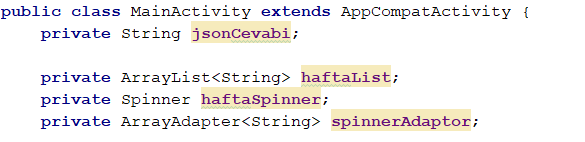 public class MainActivity extends AppCompatActivity {
private String jsonCevabi;
private ArrayList<String> haftaList;
private Spinner haftaSpinner;
private ArrayAdapter<String> spinnerAdaptor;